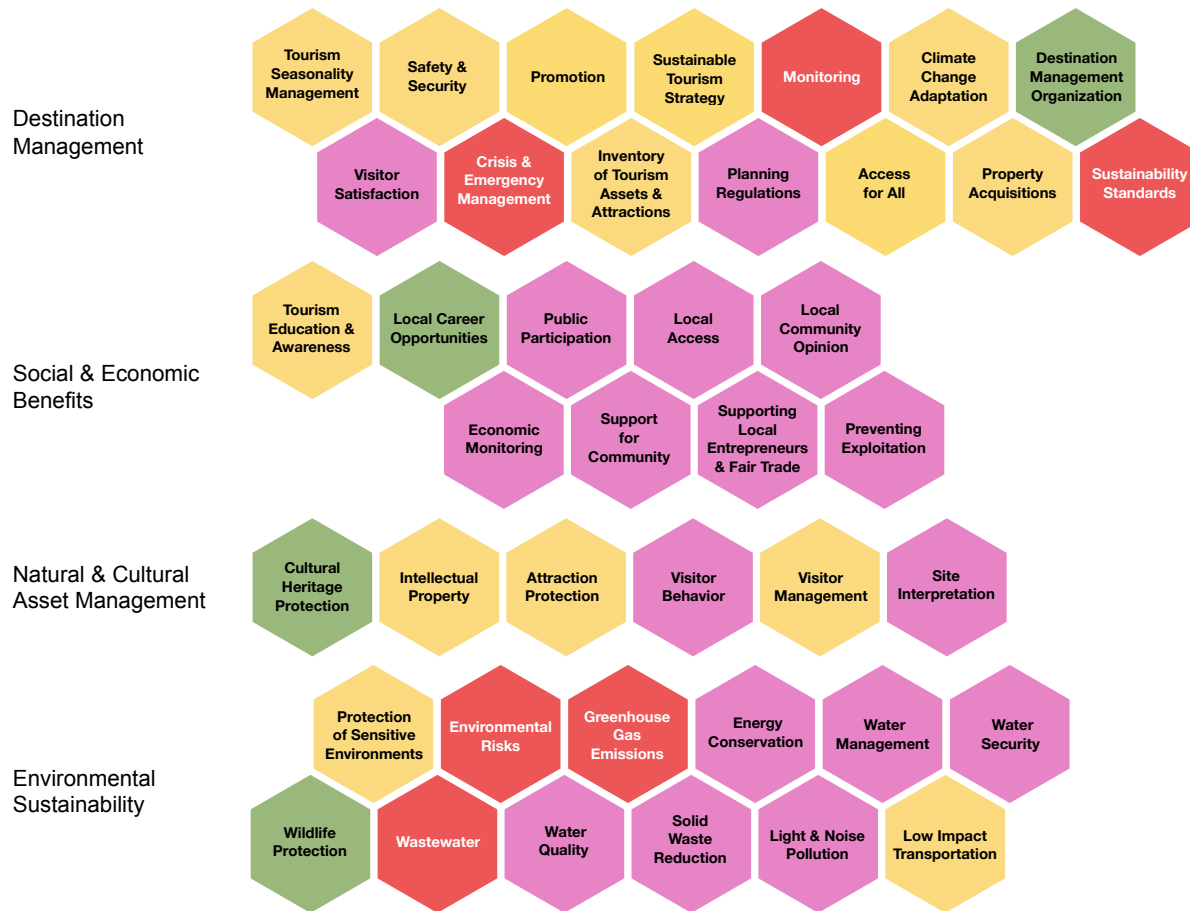 Destination
Management
Tourism
Seasonality
Management
Safety &
Security
Promotion
Sustainable
Tourism
Strategy
Monitoring
Climate
Change
Adaptation
Destination
Management
Organization
Visitor
Satisfaction
Crisis &
Emergency
Management
Inventory
of Tourism
Assets &
Attractions
Planning
Regulations
Access
for All
Property
Acquisitions
Sustainability
Standards
Social & Economic
Benefits
Tourism
Education &
Awareness
Local Career
Opportunities
Public
Participation
Local
Access
Local
Community
Opinion
Economic
Monitoring
Support
for
Community
Supporting
Local
Entrepreneurs
& Fair Trade
Preventing
Exploitation
Natural & Cultural
Asset Management
Cultural
Heritage
Protection
Intellectual
Property
Attraction
Protection
Visitor
Behavior
Visitor
Management
Site
Interpretation
Environmental
Sustainability
Protection
of Sensitive
Environments
Environmental
Risks
Greenhouse
Gas
Emissions
Energy
Conservation
Water
Management
Water
Security
Wildlife
Protection
Wastewater
Water
Quality
Solid
Waste
Reduction
Light & Noise
Pollution
Low Impact
Transportation